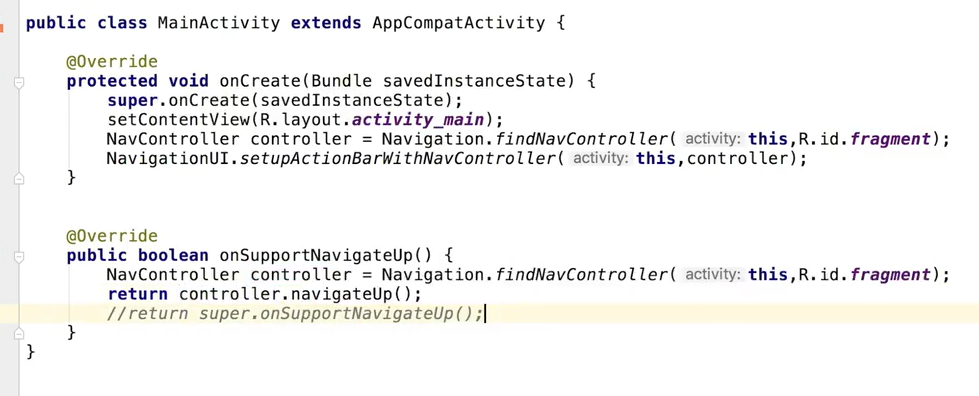 public class MainActivity extends AppCompatActivity {
@Override
protected void onCreate(Bundle savedInstanceState) {
super.onCreate(savedInstanceState);
setContentView(R.layout.activity_main);
NavController controller = Navigation.findNavController( activity: this,R.id.fragment);
NavigationUI.setupActionBarWithNavController( activity: this,controller);
}
@Override
public boolean onSupportNavigateUp() {
NavController controller = Navigation.findNavController( activity: this,R.id.fragment);
return controller.navigateUp();
//return super.onSupportNavigateUp();
}
}